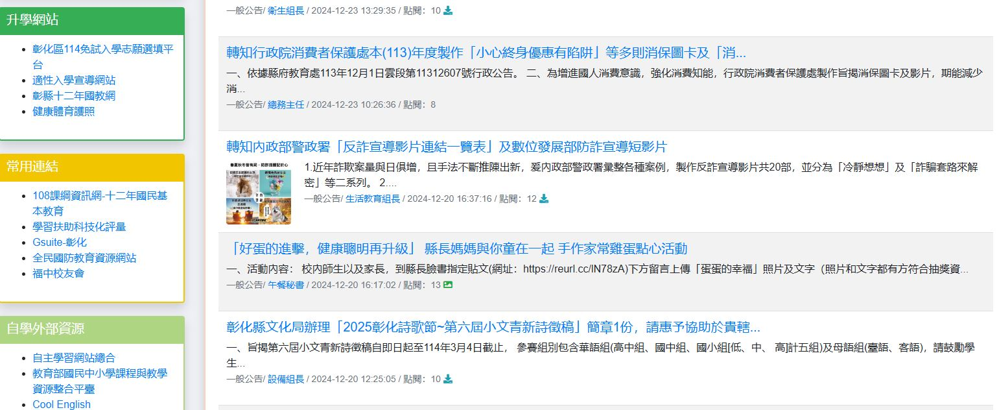 升學網站
彰化區114免試入學志願選填平
台
適性入學宣導網站
彰縣十二年國教網
健康體育護照
常用連結
108課綱資訊網-十二年國民基
本教育
學習扶助科技化評量
Gsuite-彰化
全民國防教育資源網站
福中校友會
自學外部資源
自主學習網站總合
教育部國民中小學課程與教學
資源整合平臺
Cool English
一般公告/ 衛生組長 / 2024-12-23 13:29:35 / 點閱：10
轉知行政院消費者保護處本(113)年度製作「小心終身優惠有陷阱」等多則消保圖卡及「消...
一、依據縣府教育處113年12月1日雲段第11312607號行政公告。 二、為增進國人消費意識，強化消費知能，行政院消費者保護處製作旨揭消保圖卡及影片，期能減少
消...
一般公告/ 總務主任 / 2024-12-23 10:26:36 / 點閱：8
轉知內政部警政署「反詐宣導影片連結一覽表」及數位發展部防詐宣導短影片
1.近年詐欺案量與日俱增，且手法不斷推陳出新，爰內政部警政署彙整各種案例，製作反詐宣導影片共20部，並分為「冷靜想想」及「詐騙套路來解
密」等二系列。 2....
一般公告/ 生活教育組長 / 2024-12-20 16:37:16 / 點閱：12
「好蛋的進擊，健康聰明再升級」 縣長媽媽與你童在一起 手作家常雞蛋點心活動
一、活動內容： 校內師生以及家長，到縣長臉書指定貼文(網址：https://reurl.cc/lN78zA)下方留言上傳「蛋蛋的幸福」照片及文字（照片和文字都有方符合抽獎資...
一般公告/ 午餐秘書 / 2024-12-20 16:17:02 / 點閱：13
彰化縣文化局辦理「2025彰化詩歌節~第六屆小文青新詩徵稿」簡章1份，請惠予協助於貴轄...
一、旨揭第六屆小文青新詩徵稿自即日起至114年3月4日截止， 參賽組別包含華語組(高中組、國中組、國小組[低、中、 高]計五組)及母語組(臺語、客語)，請鼓勵學
生...
一般公告/ 設備組長 / 2024-12-20 12:25:05 / 點閱：10